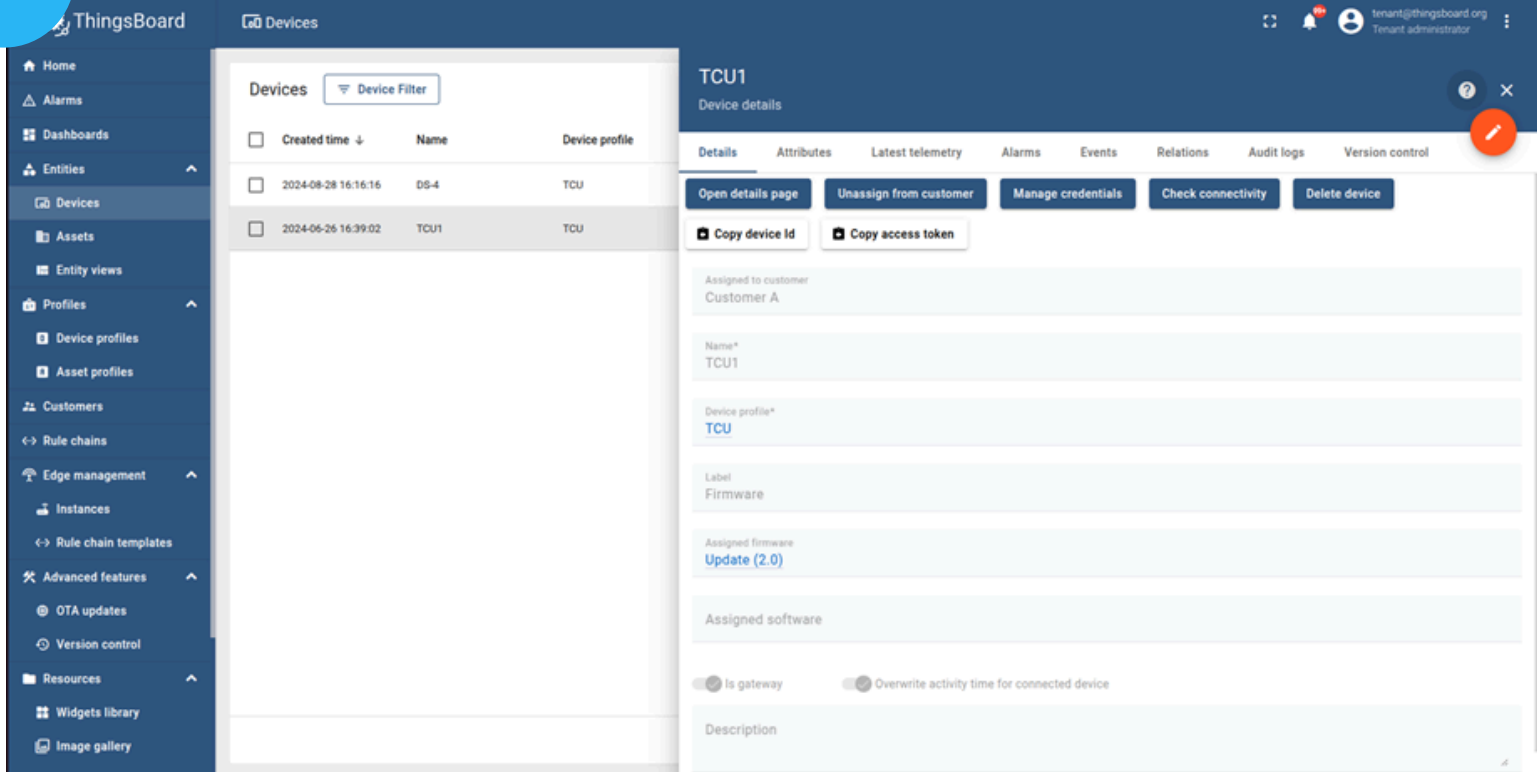 ThingsBoard
Devices
99+
tenant@thingsboard.org
Tenant administrator
Home
Alarms
Dashboards
Entities
Devices
Assets
Entity views
Profiles
Device profiles
Asset profiles
Customers
Rule chains
Edge management
Instances
Rule chain templates
Advanced features
OTA updates
Version control
Resources
Widgets library
Image gallery
Devices
Device Filter
Created time Name Device profile
2024-08-28 16:16:16 DS-4 TCU
2024-06-26 16:39:02 TCU1 TCU
TCU1
Device details
Details Attributes Latest telemetry Alarms Events Relations Audit logs Version control
Open details page Unassign from customer Manage credentials Check connectivity Delete device
Copy device Id Copy access token
Assigned to customer
Customer A
Name*
TCU1
Device profile*
TCU
Label
Firmware
Assigned firmware
Update (2.0)
Assigned software
Is gateway Overwrite activity time for connected device
Description